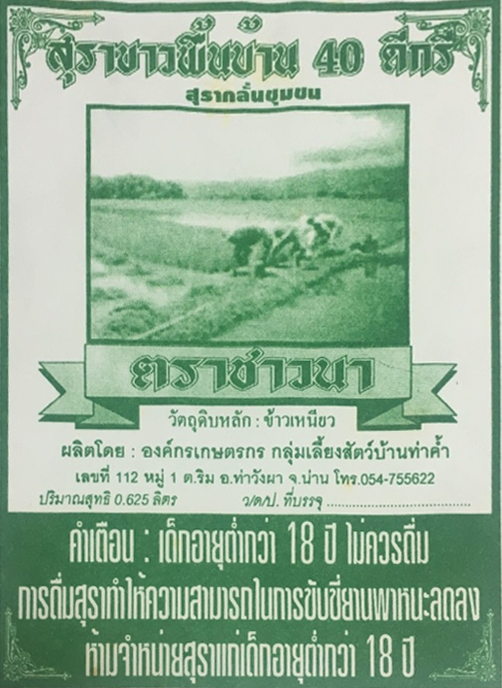 สุราขาวพื้นบ้าน 40 ดีกรี
สุรากลั่นชุมชน
ตราชาวนา
วัตถุดิบหลัก : ข้าวเหนียว
ผลิตโดย : องค์กรเกษตรกร กลุ่มเลี้ยงสัตว์บ้านท่าค้ำ
เลขที่ 112 หมู่ 1 ต.ริม อ.ท่าวังผา จ.น่าน โทร.054-755622
ปริมาณสุทธิ 0.625 ลิตร ว/ด/ป. ที่บรรจุ ........................................
คำเตือน : เด็กอายุต่ำกว่า 18 ปี ไม่ควรดื่ม
การดื่มสุราทำให้ความสามารถในการขับขี่ยานพาหนะลดลง
ห้ามจำหน่ายสุราแก่เด็กอายุต่ำกว่า 18 ปี